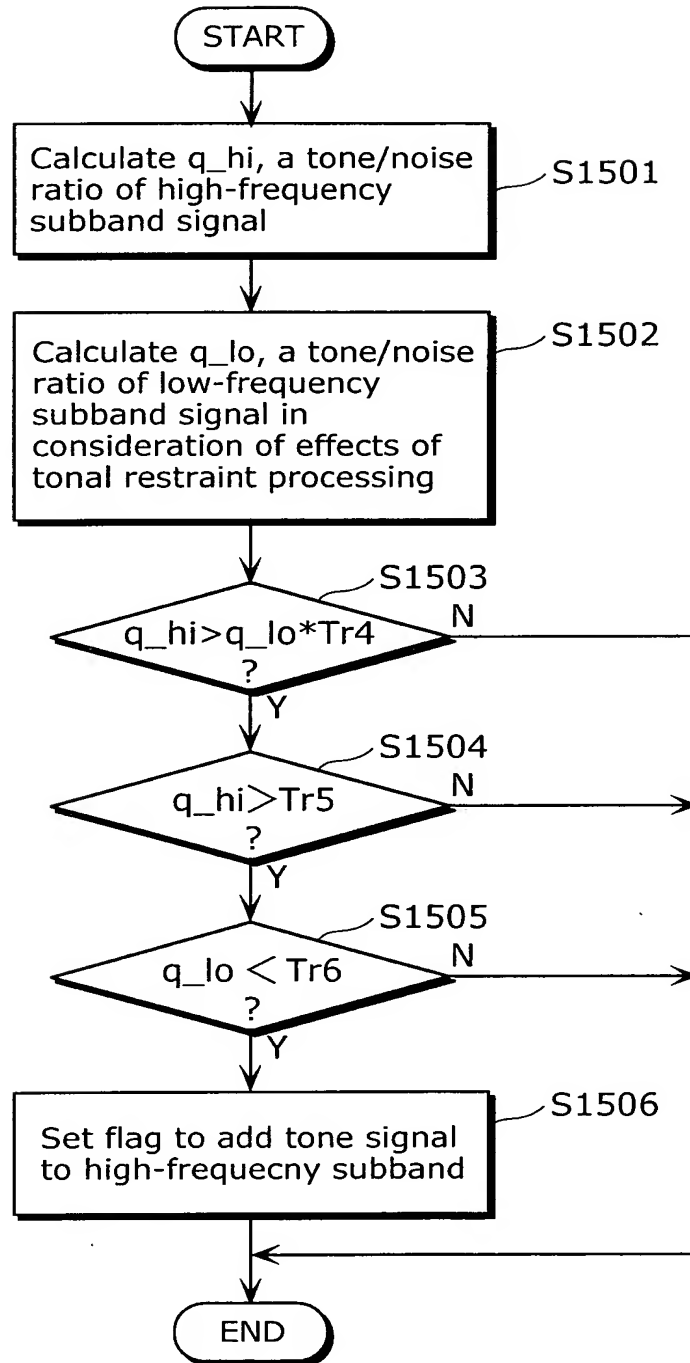 START
Calculate q_hi, a tone/noise
ratio of high-frequency
subband signal
S1501
Calculate q_lo, a tone/noise
ratio of low-frequency
subband signal in
consideration of effects of
tonal restraint processing
S1502
S1503
q_hi>q_lo*Tr4
?
N
Y
S1504
q_hi>Tr5
?
N
Y
S1505
q_lo < Tr6
?
N
Y
Set flag to add tone signal
to high-frequecny subband
S1506
END